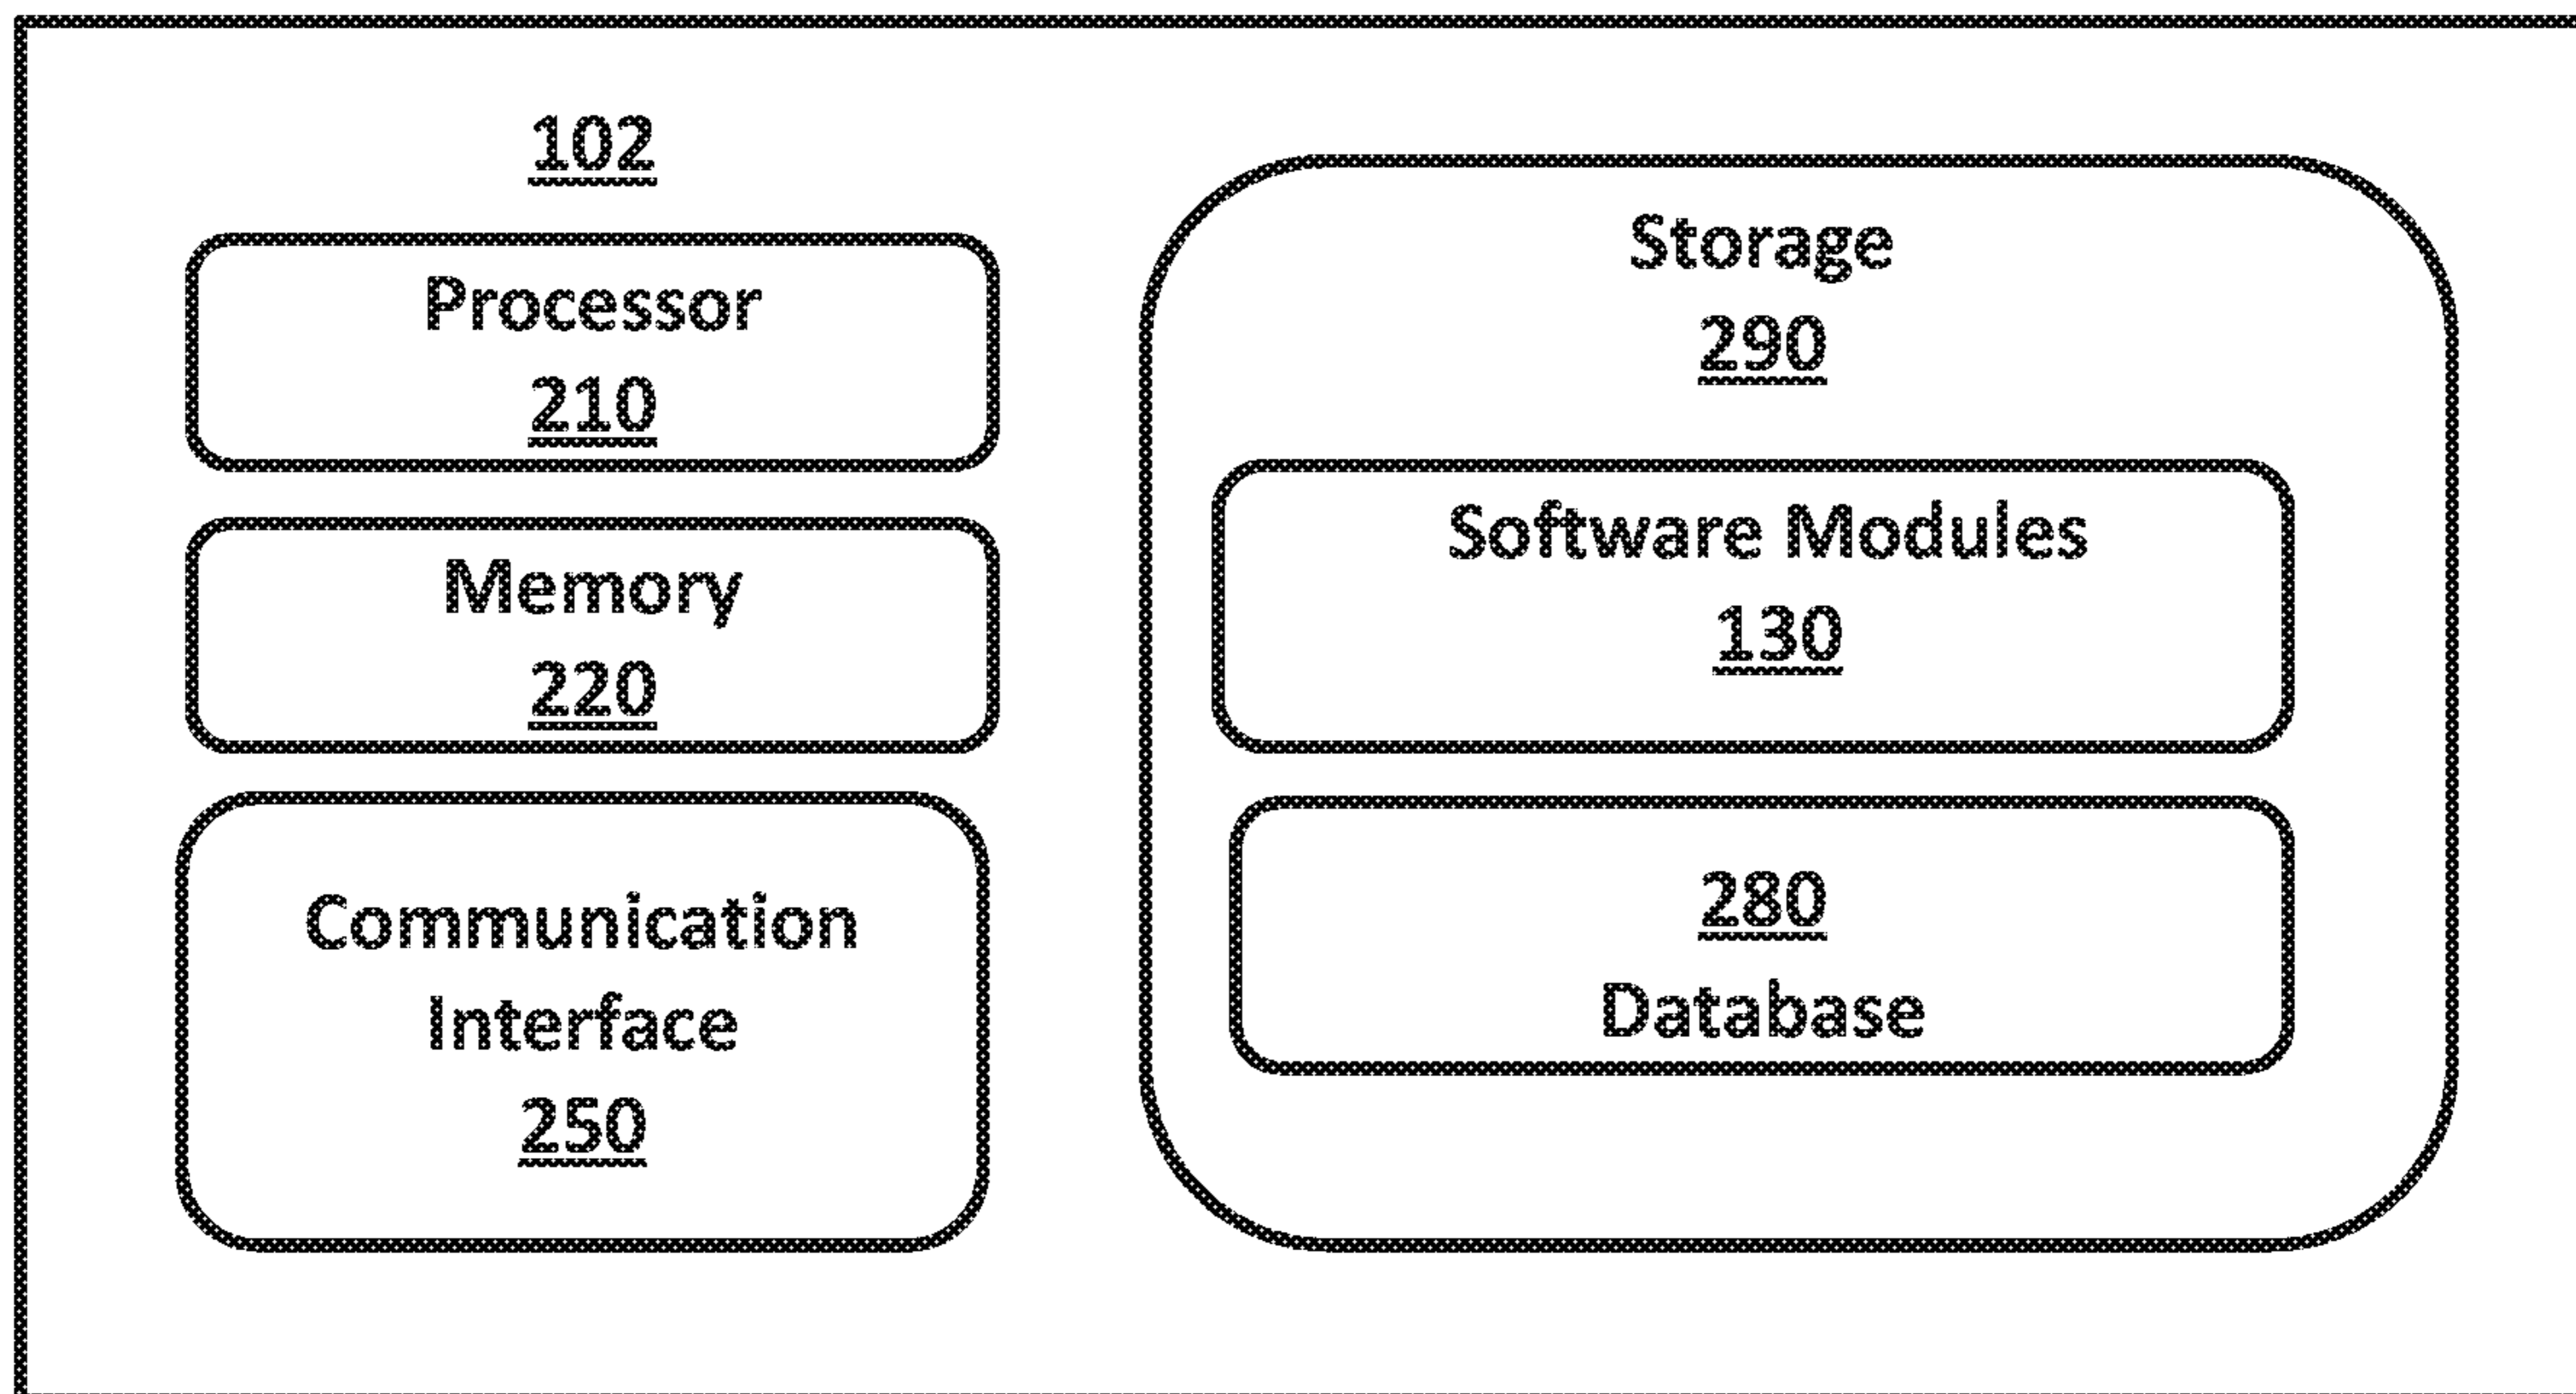 102
Processor
210
Memory
220
Communication
Interface
250
Storage
290
Software Modules
130
280
Database